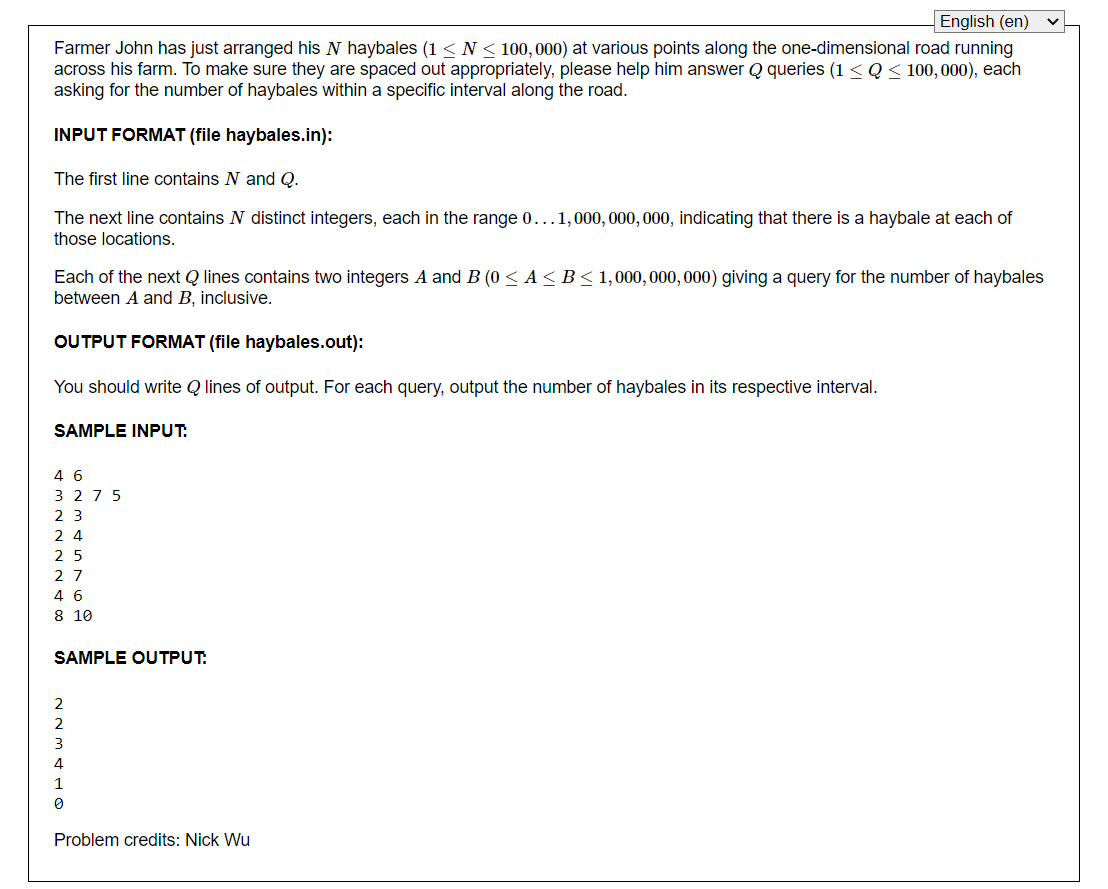 English (en)
Farmer John has just arranged his N haybales (1 ≤ N ≤ 100,000) at various points along the one-dimensional road running
across his farm. To make sure they are spaced out appropriately, please help him answer Q queries (1 ≤ Q ≤ 100,000), each
asking for the number of haybales within a specific interval along the road.
INPUT FORMAT (file haybales.in):
The first line contains N and Q.
The next line contains N distinct integers, each in the range 0...1,000,000,000, indicating that there is a haybale at each of
those locations.
Each of the next Q lines contains two integers A and B (0 ≤ A ≤ B ≤ 1,000,000,000) giving a query for the number of haybales
between A and B, inclusive.
OUTPUT FORMAT (file haybales.out):
You should write Q lines of output. For each query, output the number of haybales in its respective interval.
SAMPLE INPUT:
4 6
3 2 7 5
2 3
2 4
2 5
2 7
4 6
8 10
SAMPLE OUTPUT:
2
2
3
4
1
0
Problem credits: Nick Wu